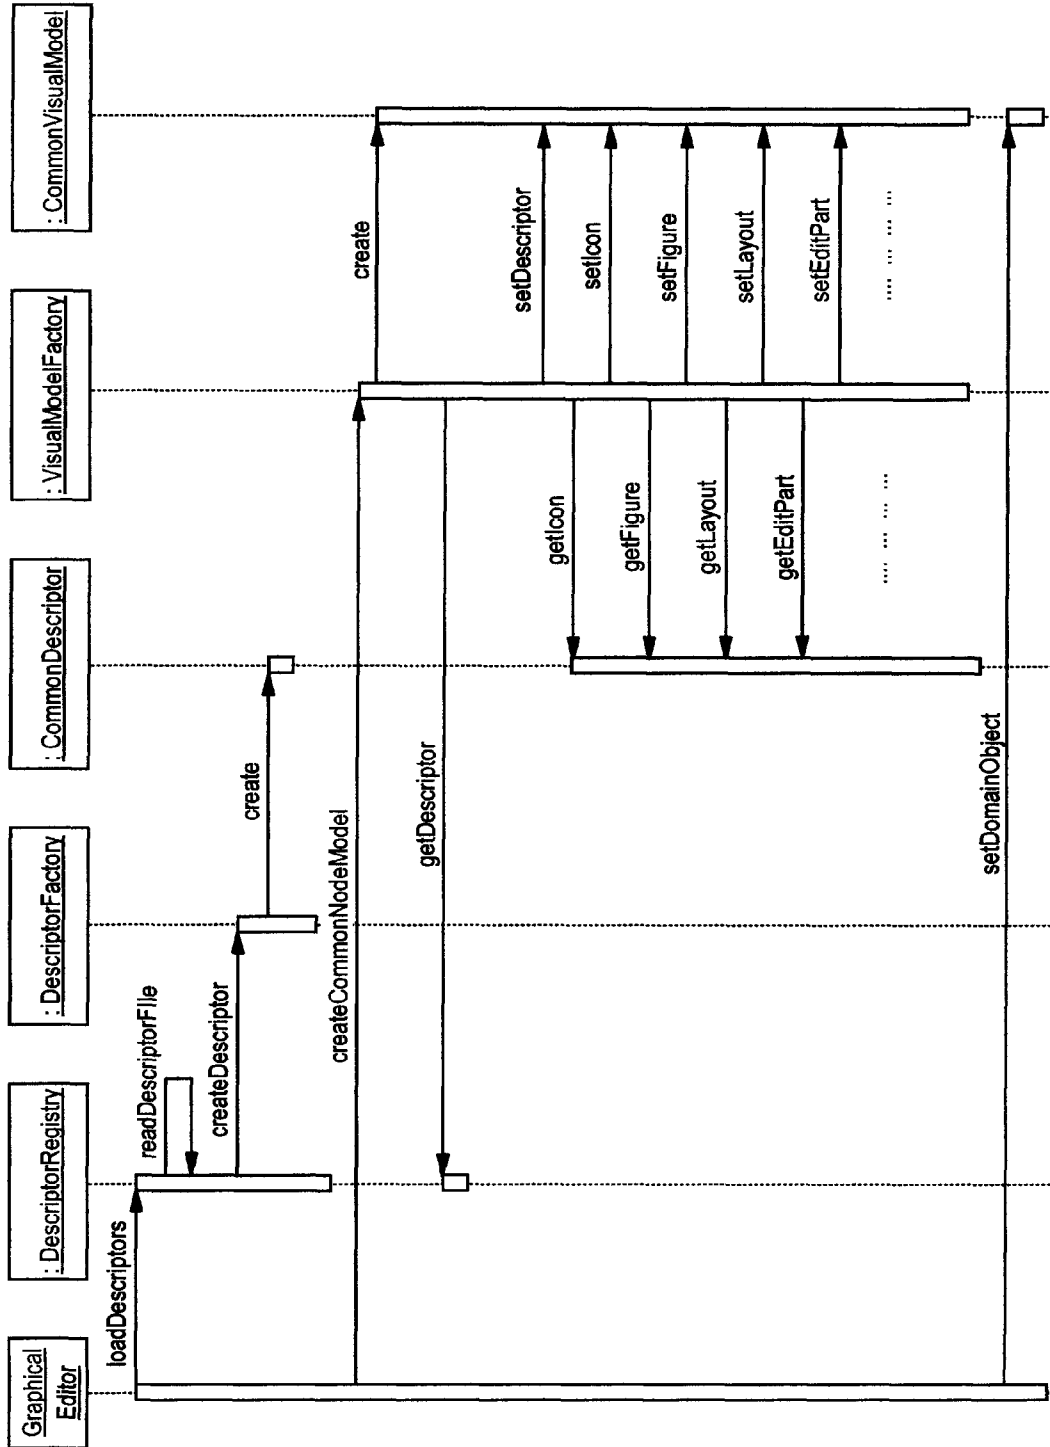 Graphical
Editor
: DescriptorRegistry
: DescriptorFactory
: CommonDescriptor
: VisualModelFactory
: CommonVisualModel
loadDescriptors
readDescriptorFIle
createDescriptor
create
createCommonNodeModel
create
getDescriptor
setDescriptor
getIcon
setIcon
getFigure
setFigure
getLayout
setLayout
getEditPart
setEditPart
.... ... ... ...
.... ... ... ...
setDomainObject